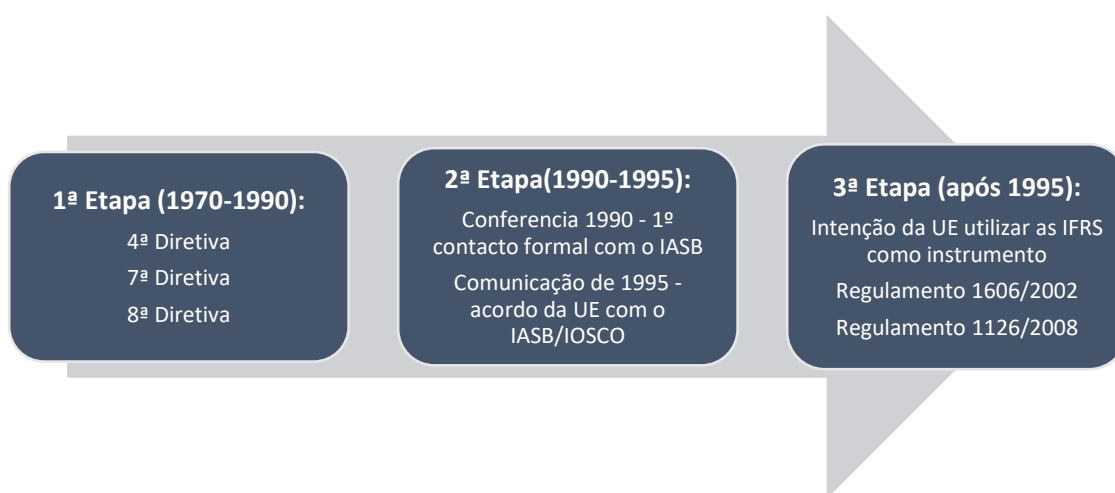 1ª Etapa (1970-1990):
4ª Diretiva
7ª Diretiva
8ª Diretiva
2ª Etapa(1990-1995):
Conferencia 1990 - 1º
contacto formal com o IASB
Comunicação de 1995 -
acordo da UE com o
IASB/IOSCO
3ª Etapa (após 1995):
Intenção da UE utilizar as IFRS
como instrumento
Regulamento 1606/2002
Regulamento 1126/2008